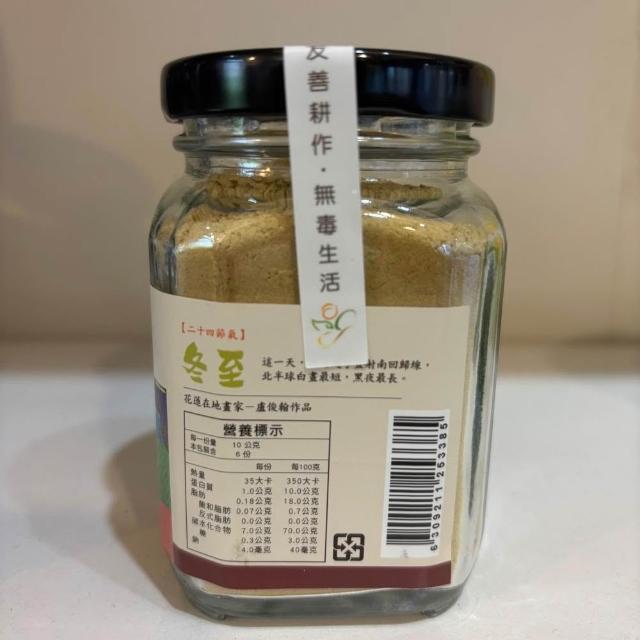 友善耕作・無毒生活
【二十四節氣】
冬至
這一天，
射南回歸線，
北半球白晝最短，黑夜最長。
花蓮在地畫家－盧俊翰作品
營養標示
每一份量 10 公克
本包裝含 6 份
每份 每100克
熱量 35大卡 350大卡
蛋白質 1.0公克 10.0公克
脂肪 0.18公克 18.0公克
飽和脂肪 0.07公克 0.7公克
反式脂肪 0.0公克 0.0公克
碳水化合物 7.0公克 70.0公克
糖 0.3公克 3.0公克
鈉 4.0毫克 40毫克
6 309211 253385